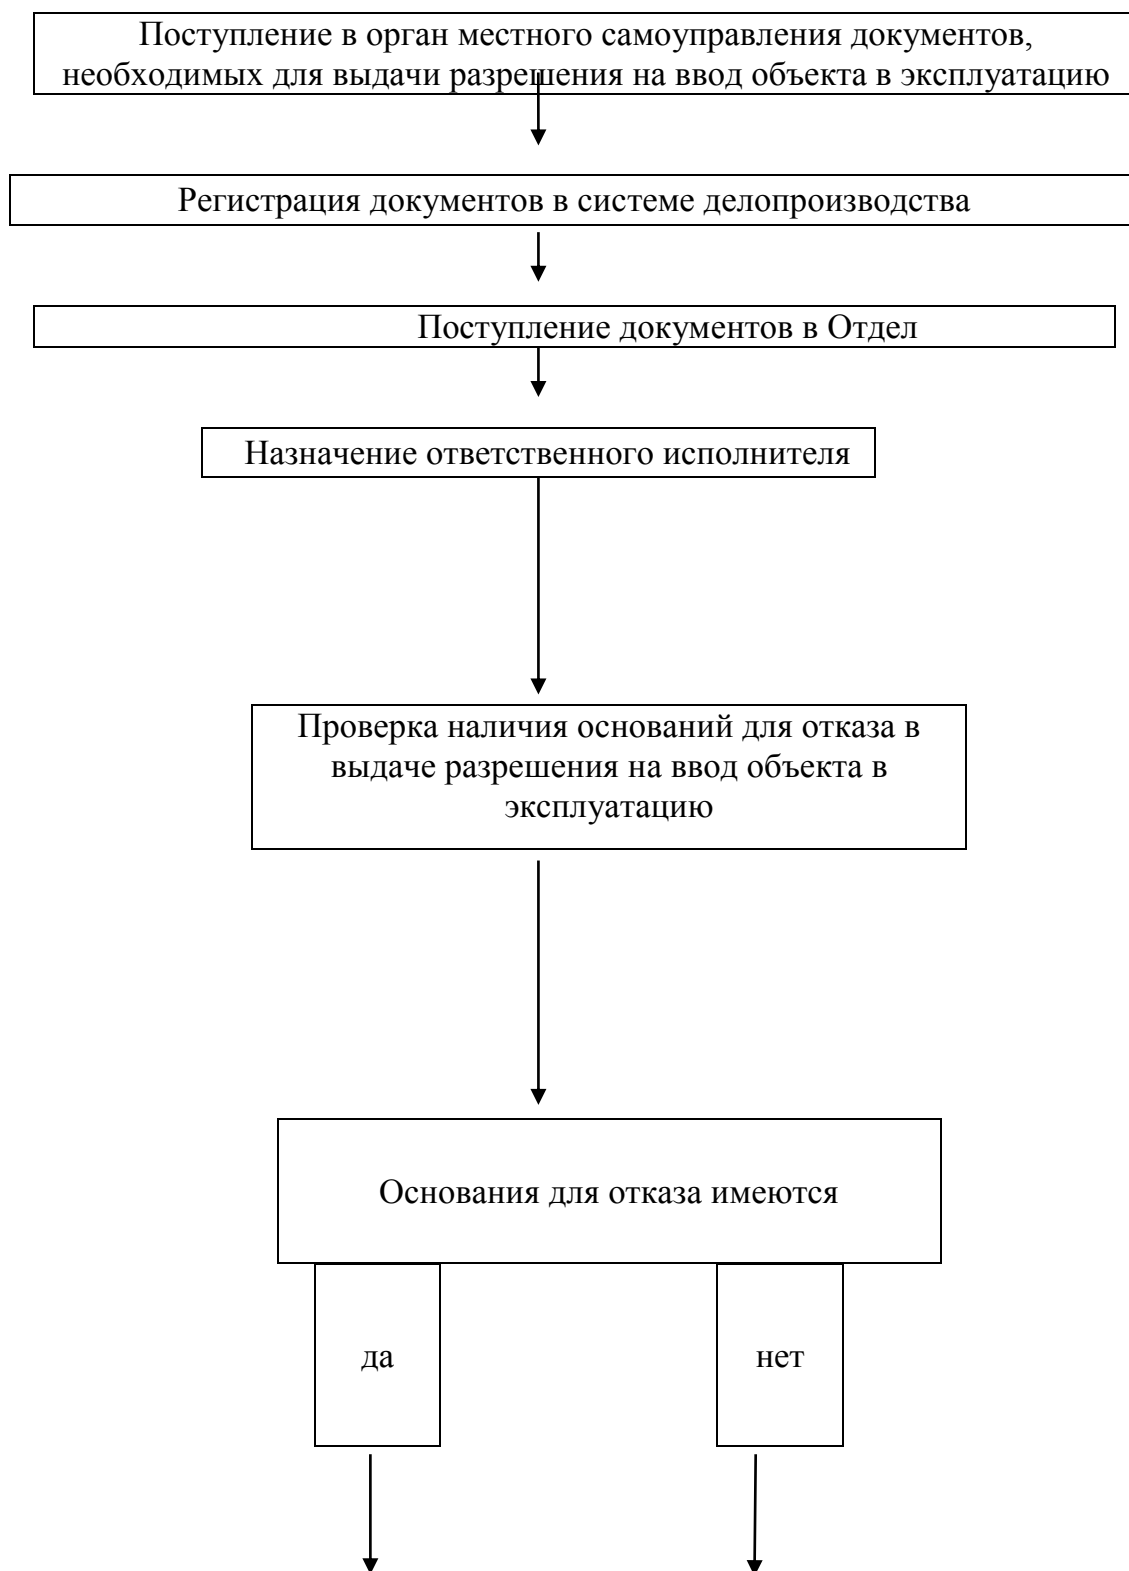 Поступление в орган местного самоуправления документов,
необходимых для выдачи разрешения на ввод объекта в эксплуатацию
Регистрация документов в системе делопроизводства
Поступление документов в Отдел
Назначение ответственного исполнителя
Проверка наличия оснований для отказа в
выдаче разрешения на ввод объекта в
эксплуатацию
Основания для отказа имеются
да
нет